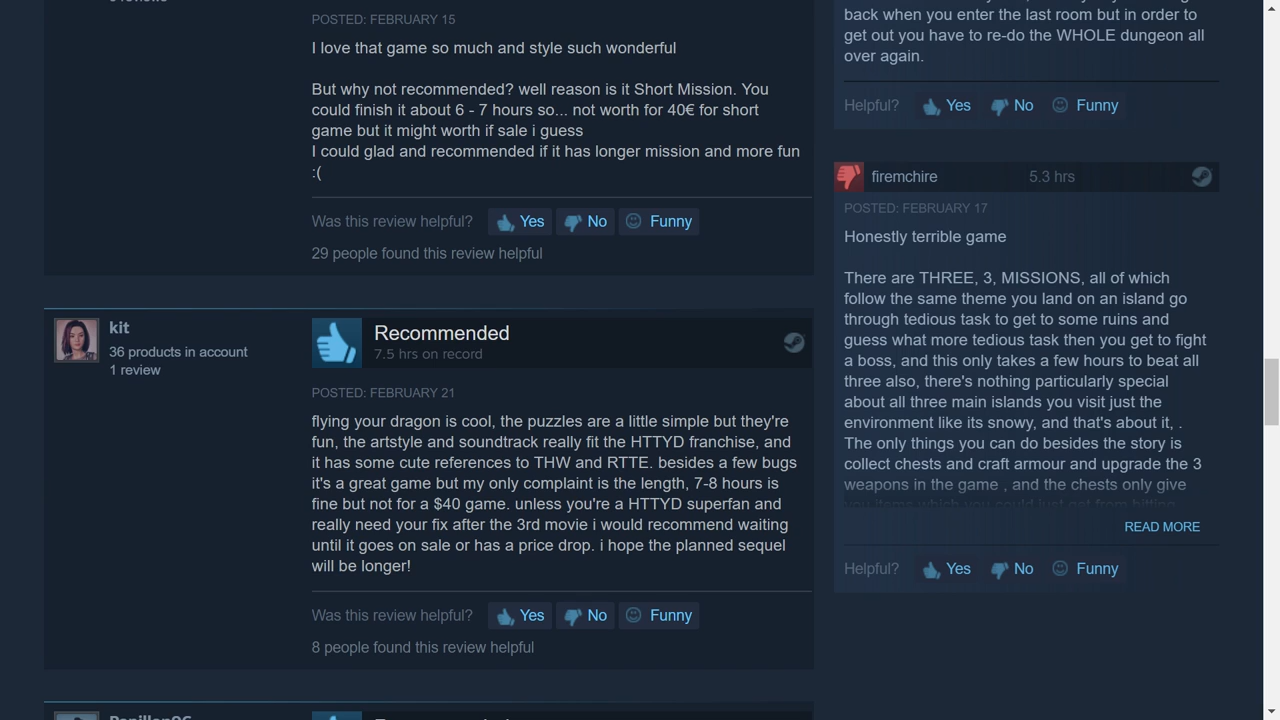 POSTED: FEBRUARY 15
I love that game so much and style such wonderful
But why not recommended? well reason is it Short Mission. You
could finish it about 6 - 7 hours so... not worth for 40€ for short
game but it might worth if sale i guess
I could glad and recommended if it has longer mission and more fun
:(
Was this review helpful? Yes No Funny
29 people found this review helpful
kit
36 products in account
1 review
Recommended
7.5 hrs on record
POSTED: FEBRUARY 21
flying your dragon is cool, the puzzles are a little simple but they're
fun, the artstyle and soundtrack really fit the HTTYD franchise, and
it has some cute references to THW and RTTE. besides a few bugs
it's a great game but my only complaint is the length, 7-8 hours is
fine but not for a $40 game. unless you're a HTTYD superfan and
really need your fix after the 3rd movie i would recommend waiting
until it goes on sale or has a price drop. i hope the planned sequel
will be longer!
Was this review helpful? Yes No Funny
8 people found this review helpful
back when you enter the last room but in order to
get out you have to re-do the WHOLE dungeon all
over again.
Helpful? Yes No Funny
firemchire 5.3 hrs
POSTED: FEBRUARY 17
Honestly terrible game
There are THREE, 3, MISSIONS, all of which
follow the same theme you land on an island go
through tedious task to get to some ruins and
guess what more tedious task then you get to fight
a boss, and this only takes a few hours to beat all
three also, there's nothing particularly special
about all three main islands you visit just the
environment like its snowy, and that's about it, .
The only things you can do besides the story is
collect chests and craft armour and upgrade the 3
weapons in the game , and the chests only give
you items which you could just get from hitting
READ MORE
Helpful? Yes No Funny